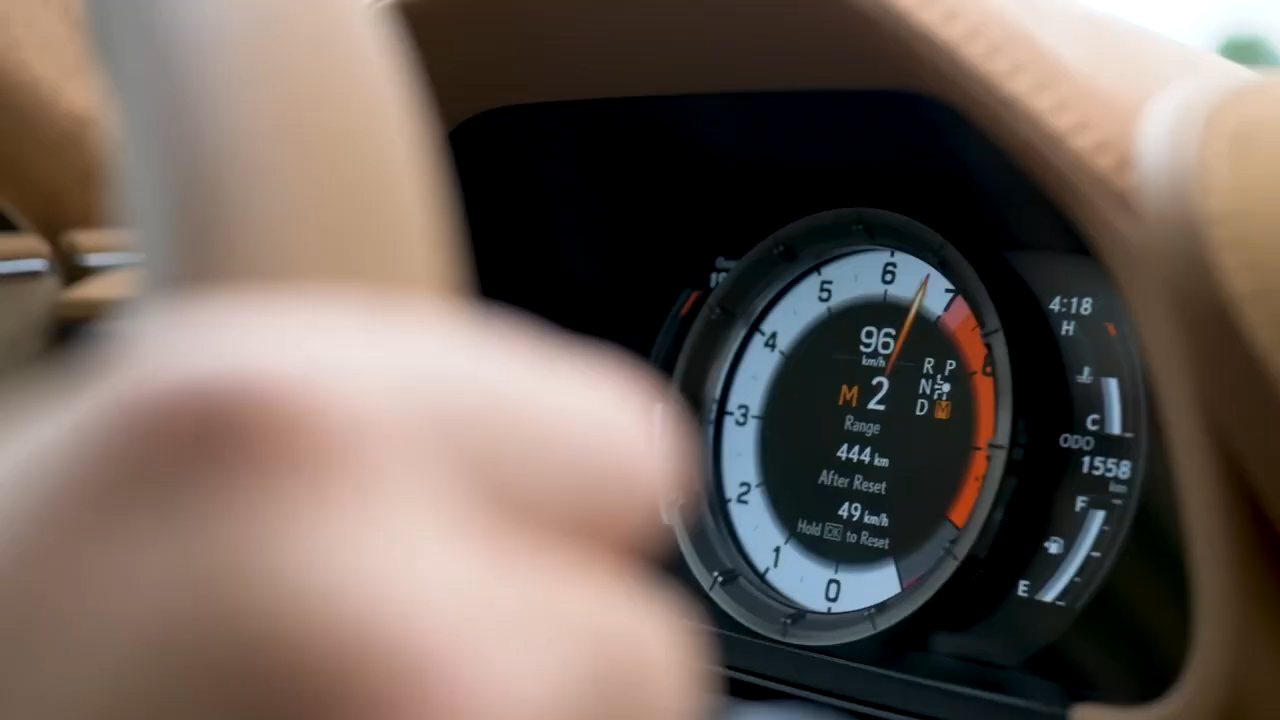 6
5
7
4
8
3
2
1
0
96
km/h
M 2
R P
N
D M
Range
444 km
After Reset
49 km/h
Hold OK to Reset
4:18
H
C
ODO
1558
km
F
E